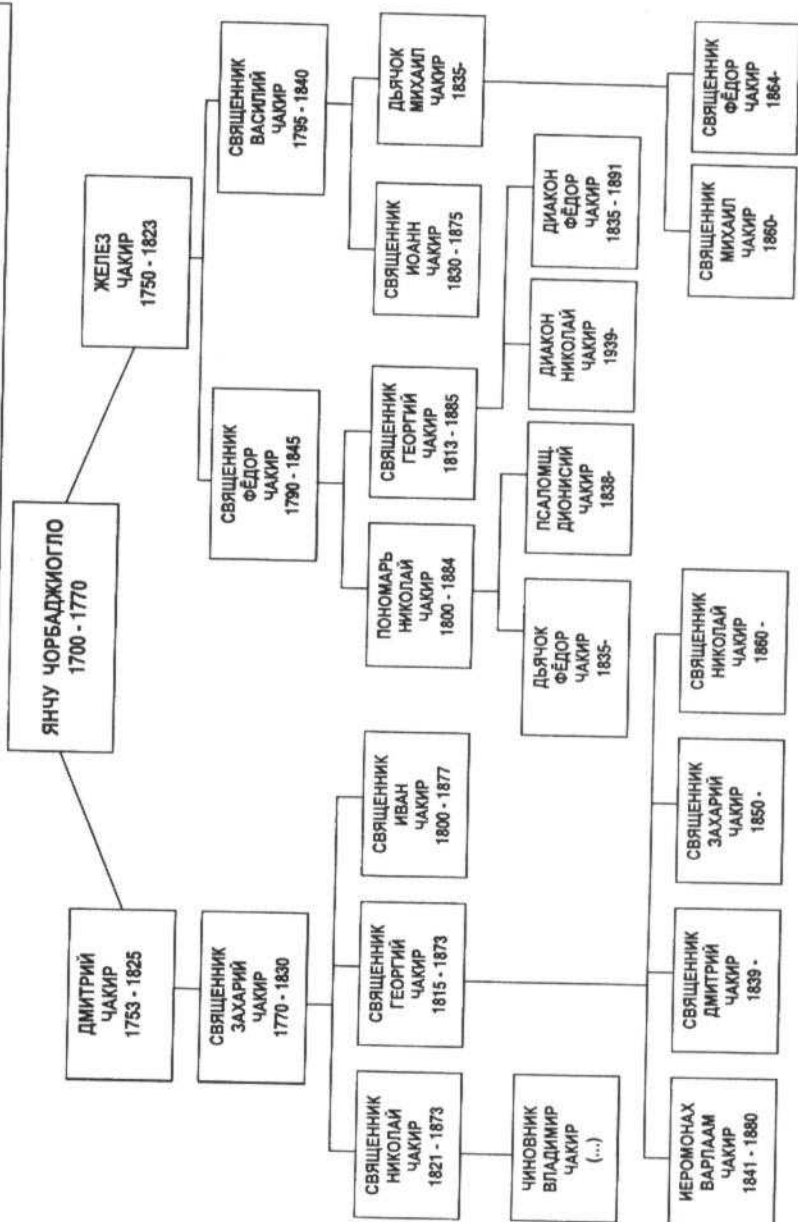 ЯНЧУ ЧОРБАДЖИОГЛО
1700 - 1770
ДМИТРИЙ
ЧАКИР
1753 - 1825
ЖЕЛЕЗ
ЧАКИР
1750 - 1823
СВЯЩЕННИК
ЗАХАРИЙ
ЧАКИР
1770 - 1830
СВЯЩЕННИК
ФЁДОР
ЧАКИР
1790 - 1845
СВЯЩЕННИК
ВАСИЛИЙ
ЧАКИР
1795 - 1840
СВЯЩЕННИК
НИКОЛАЙ
ЧАКИР
1821 - 1873
СВЯЩЕННИК
ГЕОРГИЙ
ЧАКИР
1815 - 1873
СВЯЩЕННИК
ИВАН
ЧАКИР
1800 - 1877
ПОНОМАРЬ
НИКОЛАЙ
ЧАКИР
1800 - 1884
СВЯЩЕННИК
ГЕОРГИЙ
ЧАКИР
1813 - 1885
СВЯЩЕННИК
ИОАНН
ЧАКИР
1830 - 1875
ДЬЯЧОК
МИХАИЛ
ЧАКИР
1835-
ЧИНОВНИК
ВЛАДИМИР
ЧАКИР
(...)
ДЬЯЧОК
ФЁДОР
ЧАКИР
1835-
ПСАЛОМЩ.
ДИОНИСИЙ
ЧАКИР
1838-
ДИАКОН
НИКОЛАЙ
ЧАКИР
1939-
ДИАКОН
ФЁДОР
ЧАКИР
1835 - 1891
ИЕРОМОНАХ
ВАРЛААМ
ЧАКИР
1841 - 1880
СВЯЩЕННИК
ДМИТРИЙ
ЧАКИР
1839 -
СВЯЩЕННИК
ЗАХАРИЙ
ЧАКИР
1850 -
СВЯЩЕННИК
НИКОЛАЙ
ЧАКИР
1860 -
СВЯЩЕННИК
МИХАИЛ
ЧАКИР
1860-
СВЯЩЕННИК
ФЁДОР
ЧАКИР
1864-